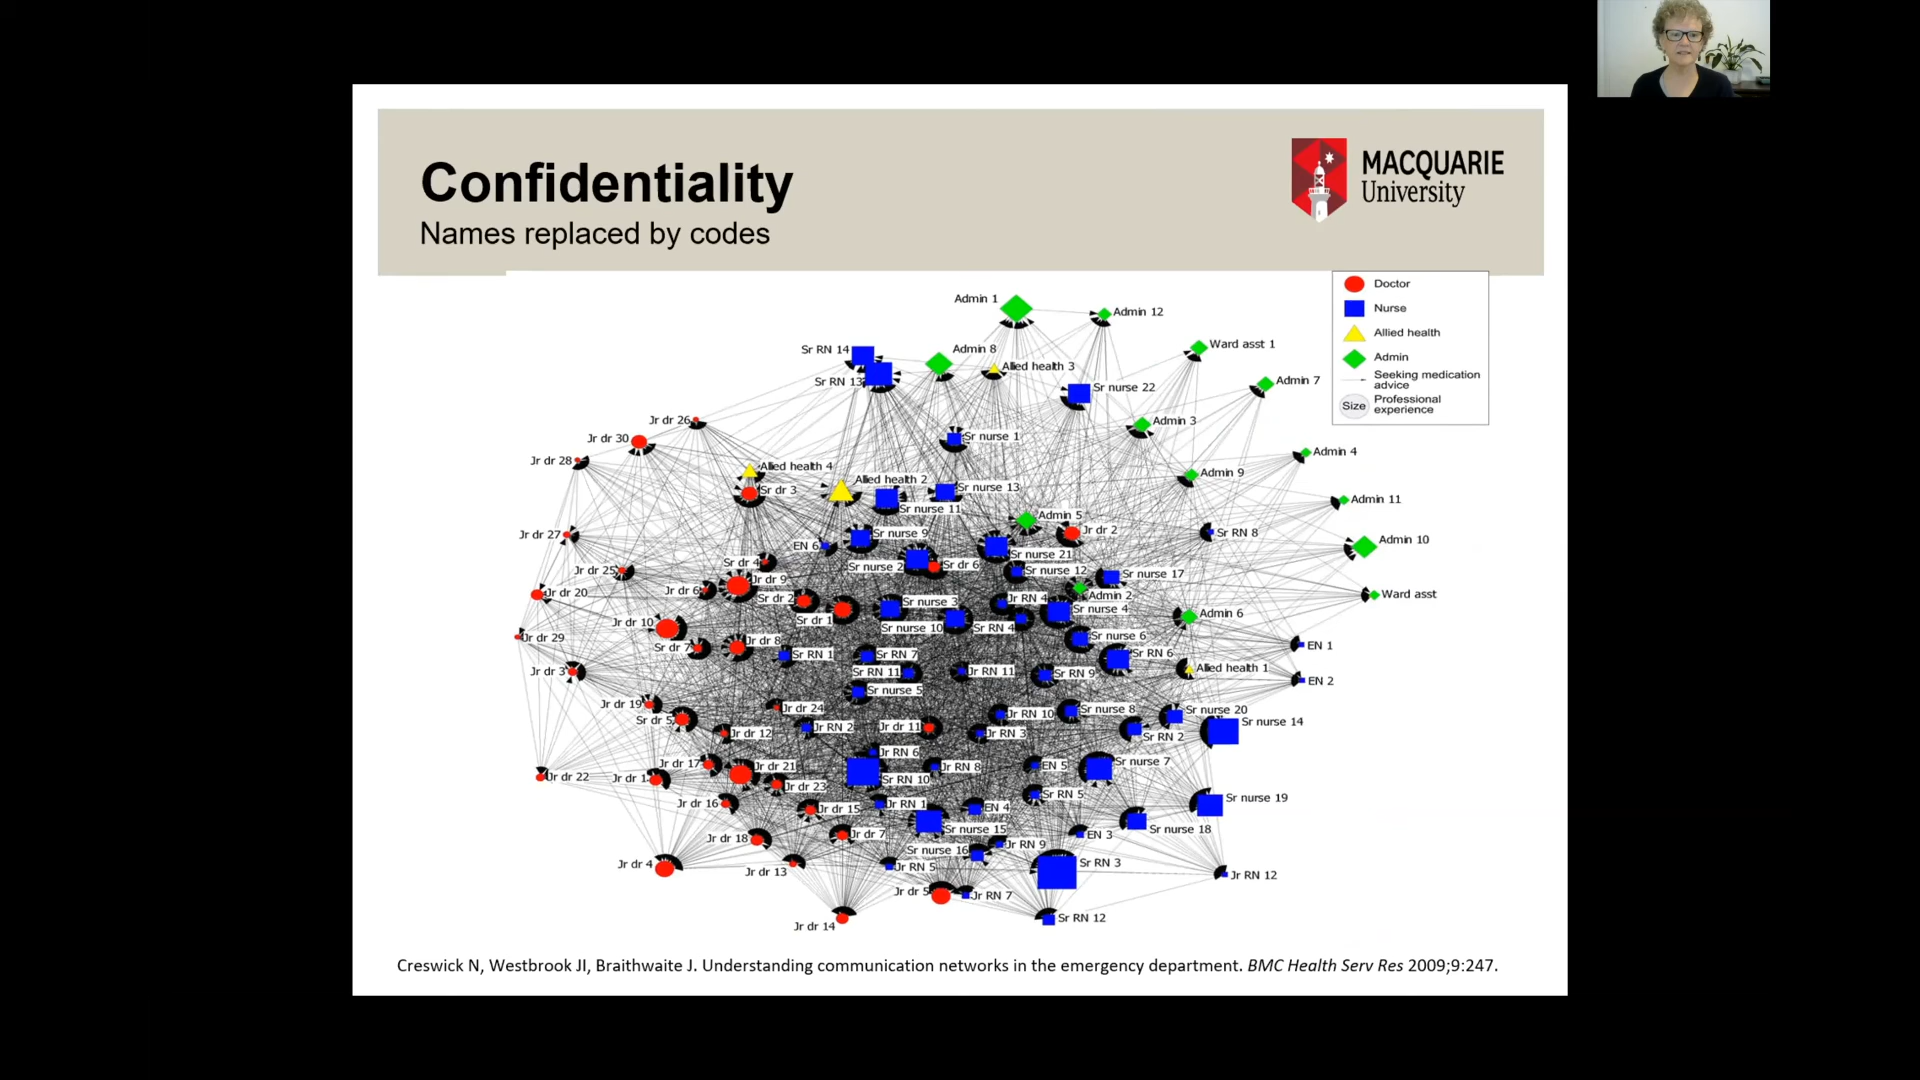 Confidentiality
Names replaced by codes
MACQUARIE
University
Doctor
Nurse
Allied health
Admin
Seeking medication
advice
Size
Professional
experience
Admin 1
Admin 12
Ward asst 1
Sr RN 14
Admin 8
Allied health 3
Sr RN 13
Sr nurse 22
Admin 7
Jr dr 26
Admin 3
Jr dr 30
Sr nurse 1
Admin 4
Jr dr 28
Allied health 4
Admin 9
Allied health 2
Sr dr 3
Sr nurse 13
Admin 11
Sr nurse 11
Admin 5
Jr dr 2
Jr dr 27
Sr nurse 9
Sr RN 8
Admin 10
EN 6
Sr nurse 21
Sr dr 4
Sr nurse 2
Sr dr 6
Jr dr 25
Sr nurse 12
Sr nurse 17
Jr dr 9
Jr dr 6
Jr dr 20
Admin 2
Ward asst
Sr dr 2
Sr nurse 3
Jr RN 4
Sr nurse 4
Admin 6
Jr dr 10
Sr dr 1
Sr nurse 10
Sr RN 4
Jr dr 29
Jr dr 8
Sr nurse 6
EN 1
Sr dr 7
Sr RN 1
Sr RN 7
Sr RN 6
Jr dr 3
Sr RN 11
Jr RN 11
Sr RN 9
Allied health 1
EN 2
Sr nurse 5
Jr dr 19
Jr dr 24
Sr nurse 8
Sr nurse 20
Sr dr 5
Jr RN 10
Sr nurse 14
Jr dr 12
Jr RN 2
Jr dr 11
Jr RN 3
Sr RN 2
Jr RN 6
Jr dr 17
Jr dr 21
Jr RN 8
EN 5
Sr nurse 7
Jr dr 22
Jr dr 1
Sr RN 10
Jr dr 23
Sr RN 5
Sr nurse 19
Jr dr 16
Jr dr 15
Jr RN 1
EN 4
Jr dr 18
Jr dr 7
Sr nurse 15
EN 3
Sr nurse 18
Sr nurse 16
Jr RN 9
Jr dr 4
Jr dr 13
Jr RN 5
Sr RN 3
Jr RN 12
Jr dr 5
Jr RN 7
Jr dr 14
Sr RN 12
Creswick N, Westbrook JI, Braithwaite J. Understanding communication networks in the emergency department. BMC Health Serv Res 2009;9:247.